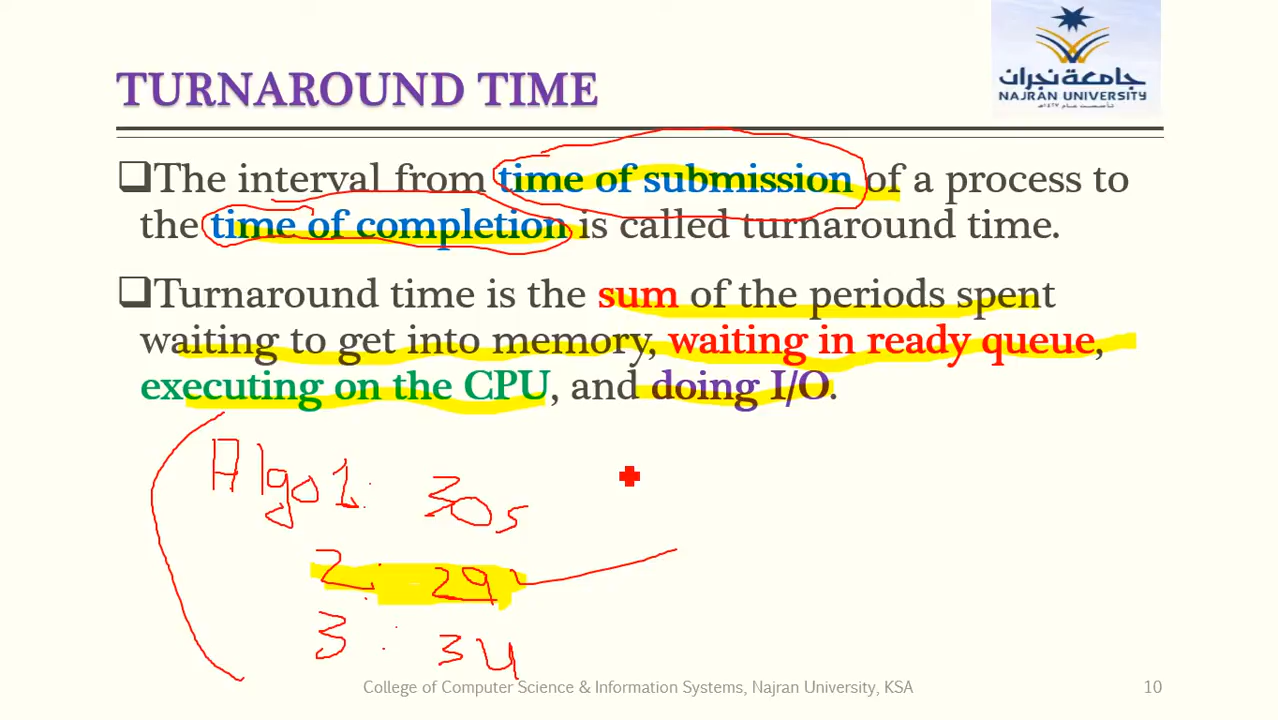 جامعة نجران
NAJRAN UNIVERSITY
TURNAROUND TIME
❑The interval from time of submission of a process to
the time of completion is called turnaround time.
❑Turnaround time is the sum of the periods spent
waiting to get into memory, waiting in ready queue,
executing on the CPU, and doing I/O.
Algo 1: 30s
2: 29
3: 34
College of Computer Science & Information Systems, Najran University, KSA
10